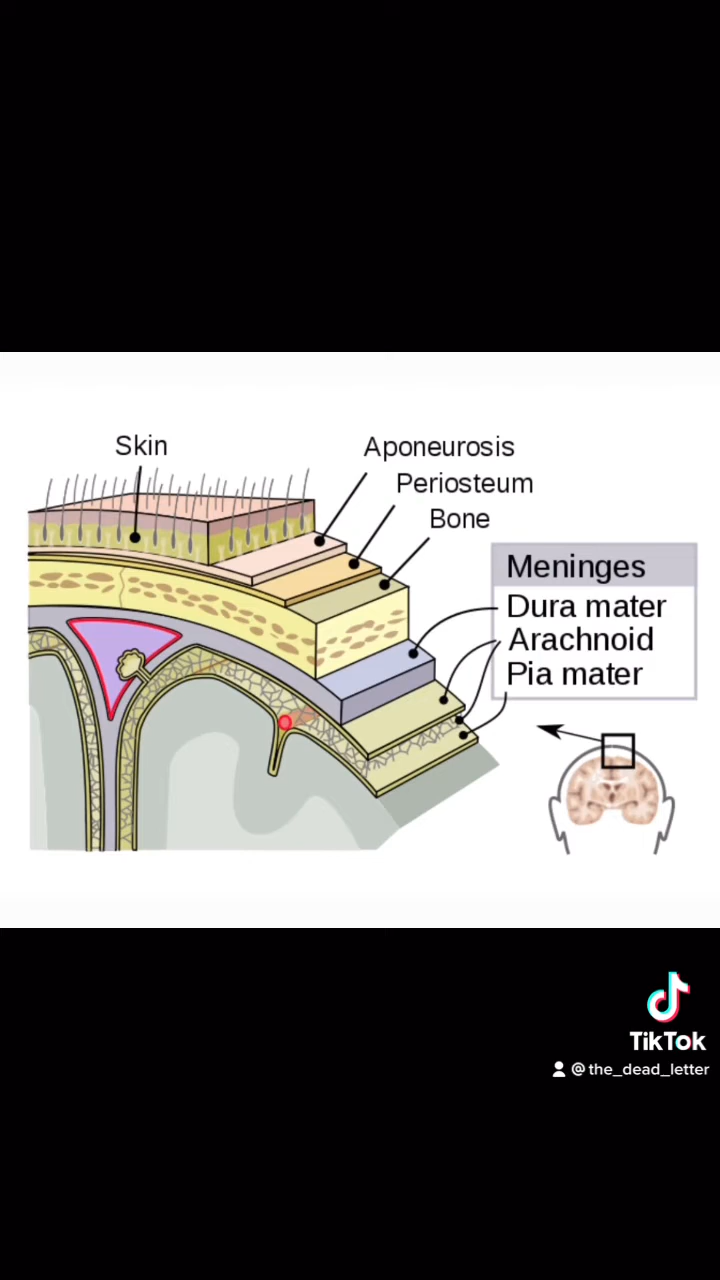 Skin
Aponeurosis
Periosteum
Bone
Meninges
Dura mater
Arachnoid
Pia mater
TikTok
@the_dead_letter